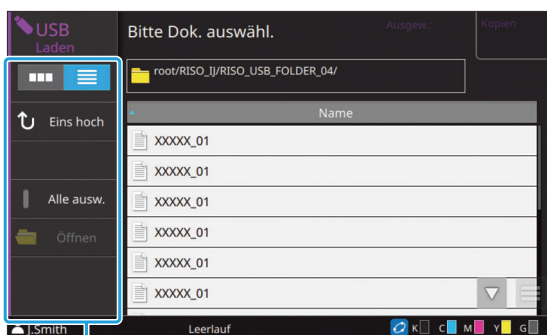 USB
Laden
Bitte Dok. auswähl.
Ausgew.:
Kopien
root/RISO_IJ/RISO_USB_FOLDER_04/
Eins hoch
Name
XXXXX_01
XXXXX_01
XXXXX_01
Alle ausw.
XXXXX_01
Öffnen
XXXXX_01
XXXXX_01
J.Smith
Leerlauf
K C M Y G